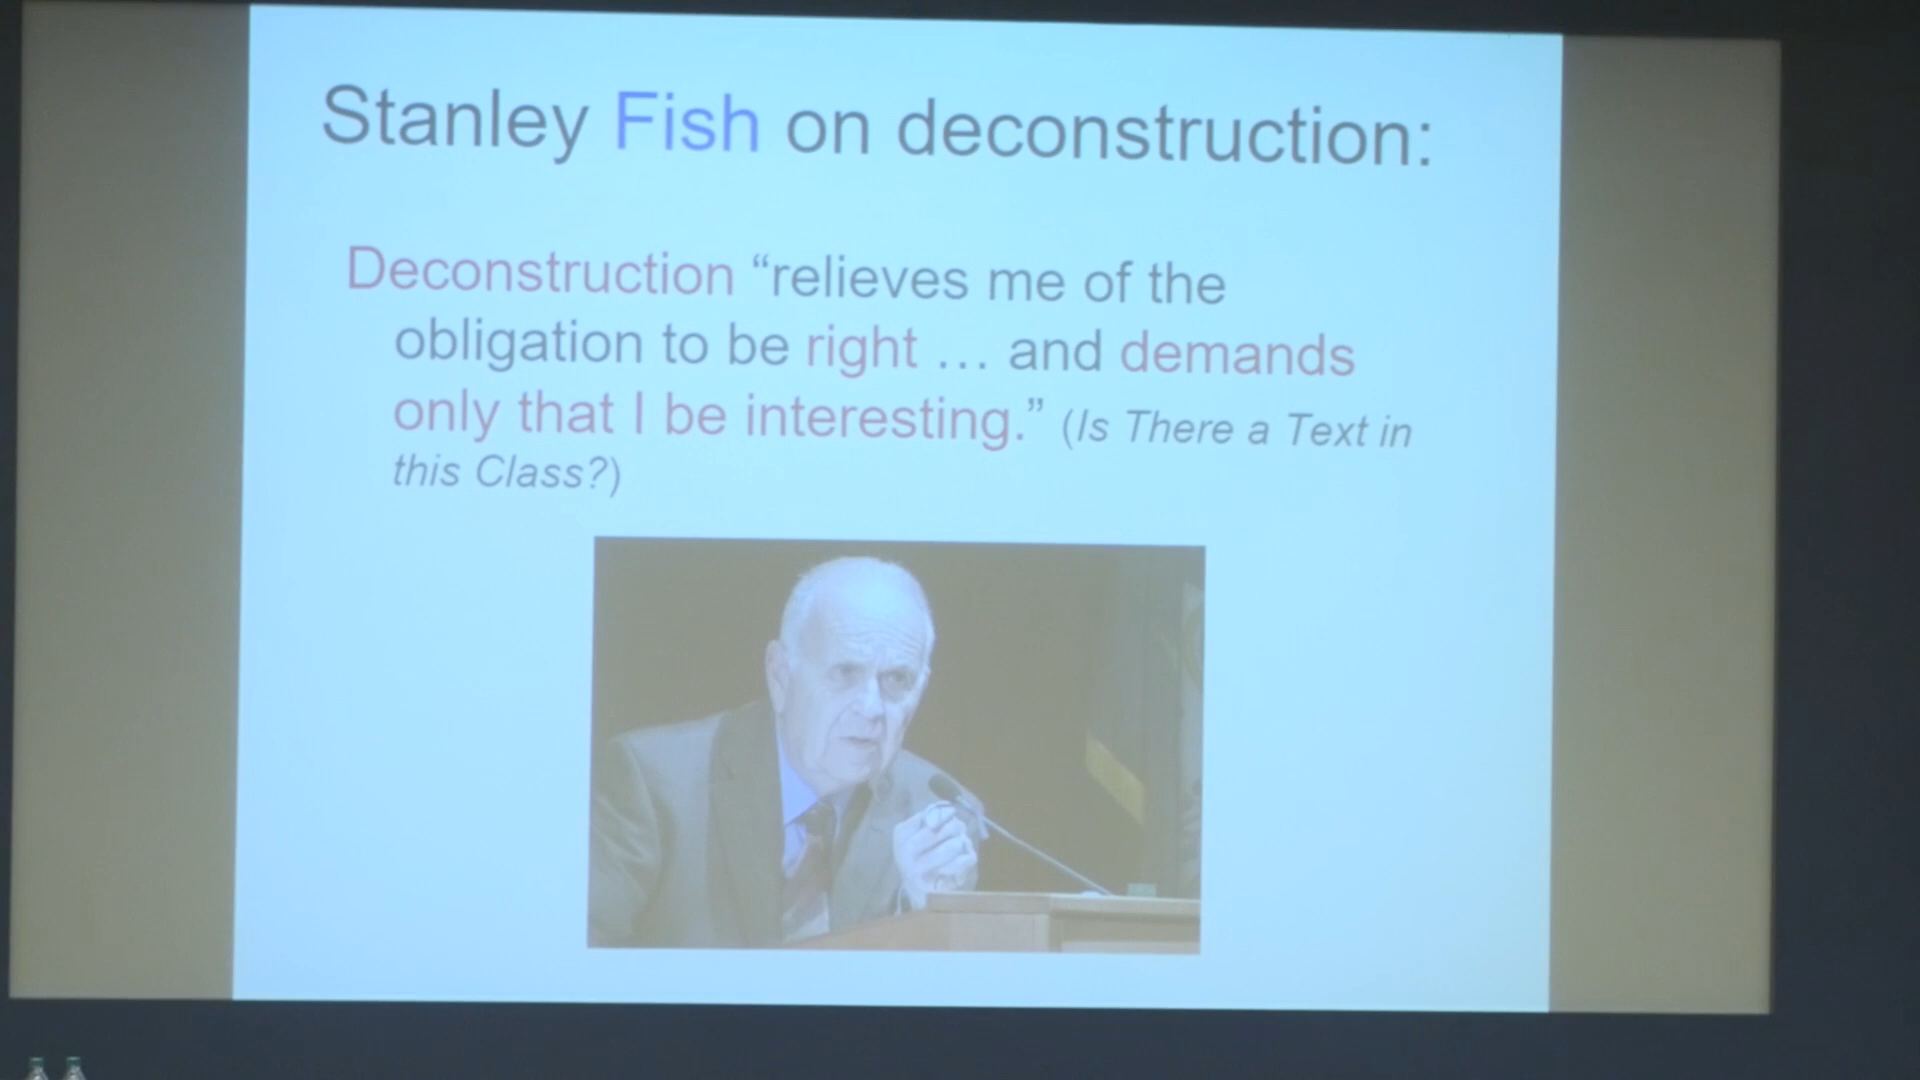 Stanley Fish on deconstruction:
Deconstruction “relieves me of the
obligation to be right … and demands
only that I be interesting.” (Is There a Text in
this Class?)